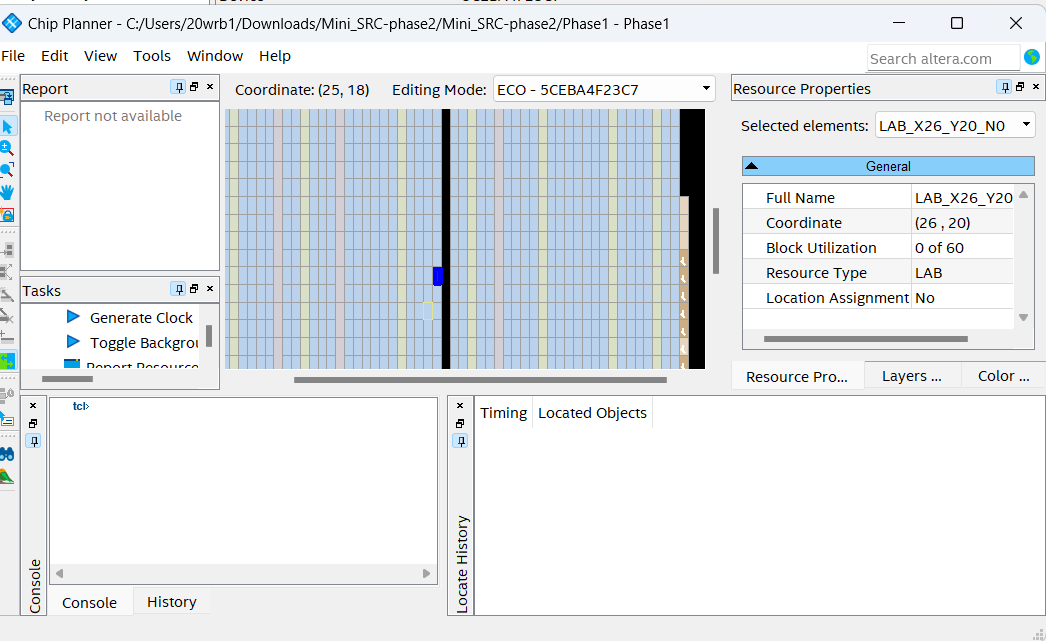 Chip Planner - C:/Users/20wrb1/Downloads/Mini_SRC-phase2/Mini_SRC-phase2/Phase1 - Phase1
File Edit View Tools Window Help
Search altera.com
Report
Report not available
Coordinate: (25, 18) Editing Mode: ECO - 5CEBA4F23C7
Resource Properties
Selected elements: LAB_X26_Y20_N0
General
Full Name LAB_X26_Y20
Coordinate (26 , 20)
Block Utilization 0 of 60
Resource Type LAB
Location Assignment No
Tasks
Generate Clock
Toggle Backgrou
Report Resource
Resource Pro... Layers ... Color ...
tcl>
Console
Console History
Timing Located Objects
Locate History